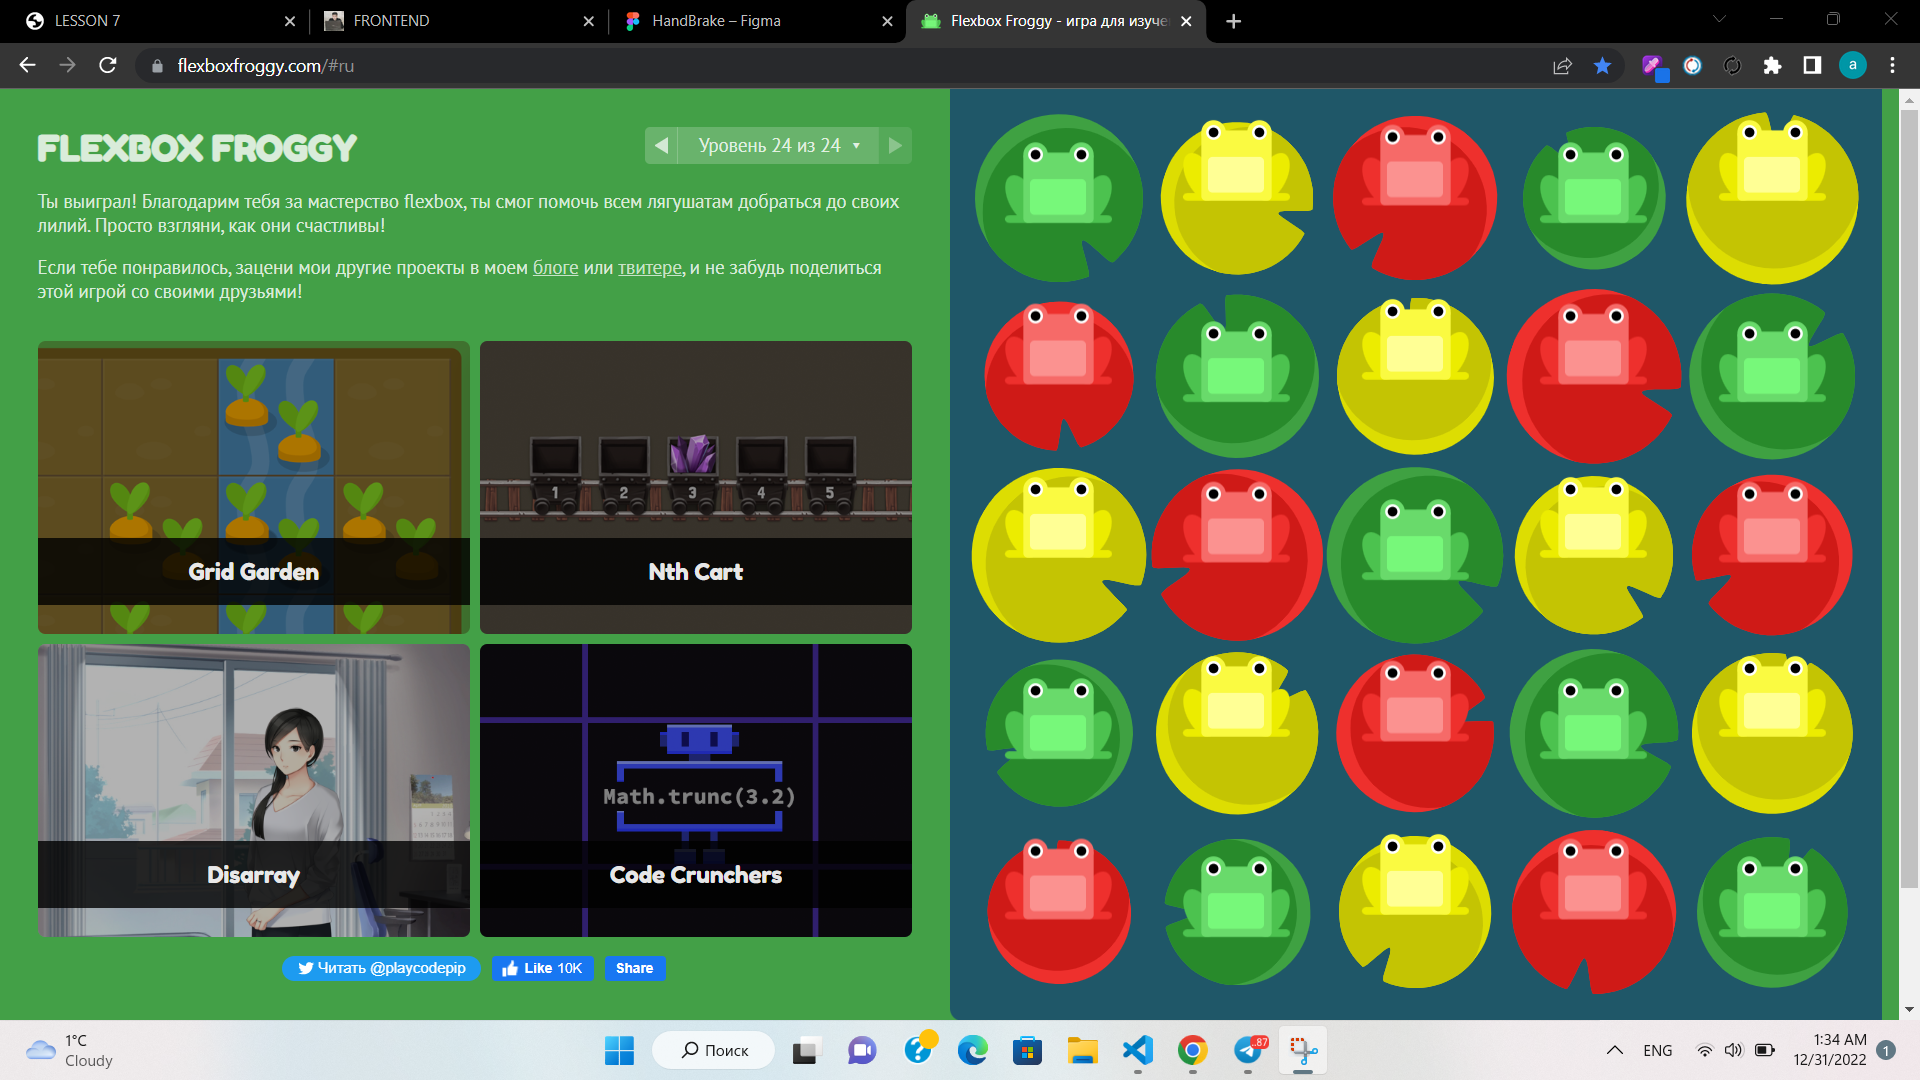 LESSON 7
FRONTEND
HandBrake – Figma
Flexbox Froggy - игра для изуче
flexboxfroggy.com/#ru
a
FLEXBOX FROGGY
Уровень 24 из 24
Ты выиграл! Благодарим тебя за мастерство flexbox, ты смог помочь всем лягушатам добраться до своих
лилий. Просто взгляни, как они счастливы!
Если тебе понравилось, зацени мои другие проекты в моем блоге или твитере, и не забудь поделиться
этой игрой со своими друзьями!
1 2 3 4 5
Grid Garden
Nth Cart
Math.trunc(3.2)
Disarray
Code Crunchers
Читать @playcodepip
Like 10K
Share
1°C
Cloudy
Поиск
.87
ENG
1:34 AM
12/31/2022
1